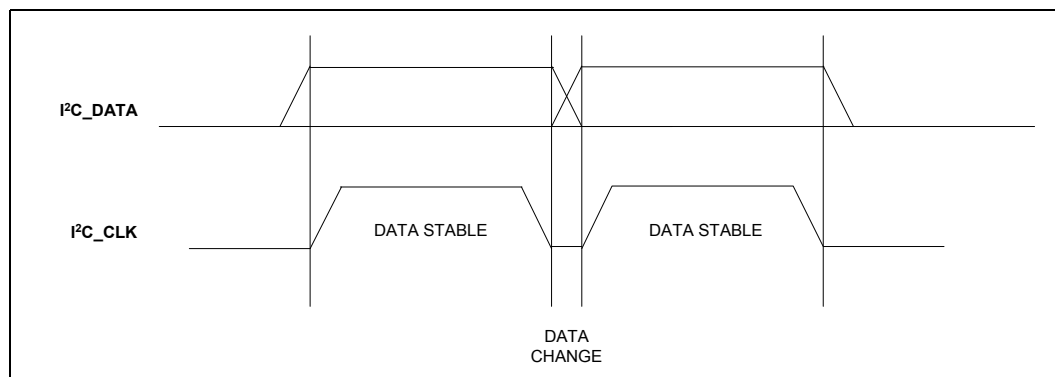 I²C_DATA
I²C_CLK
DATA STABLE
DATA STABLE
DATA
CHANGE